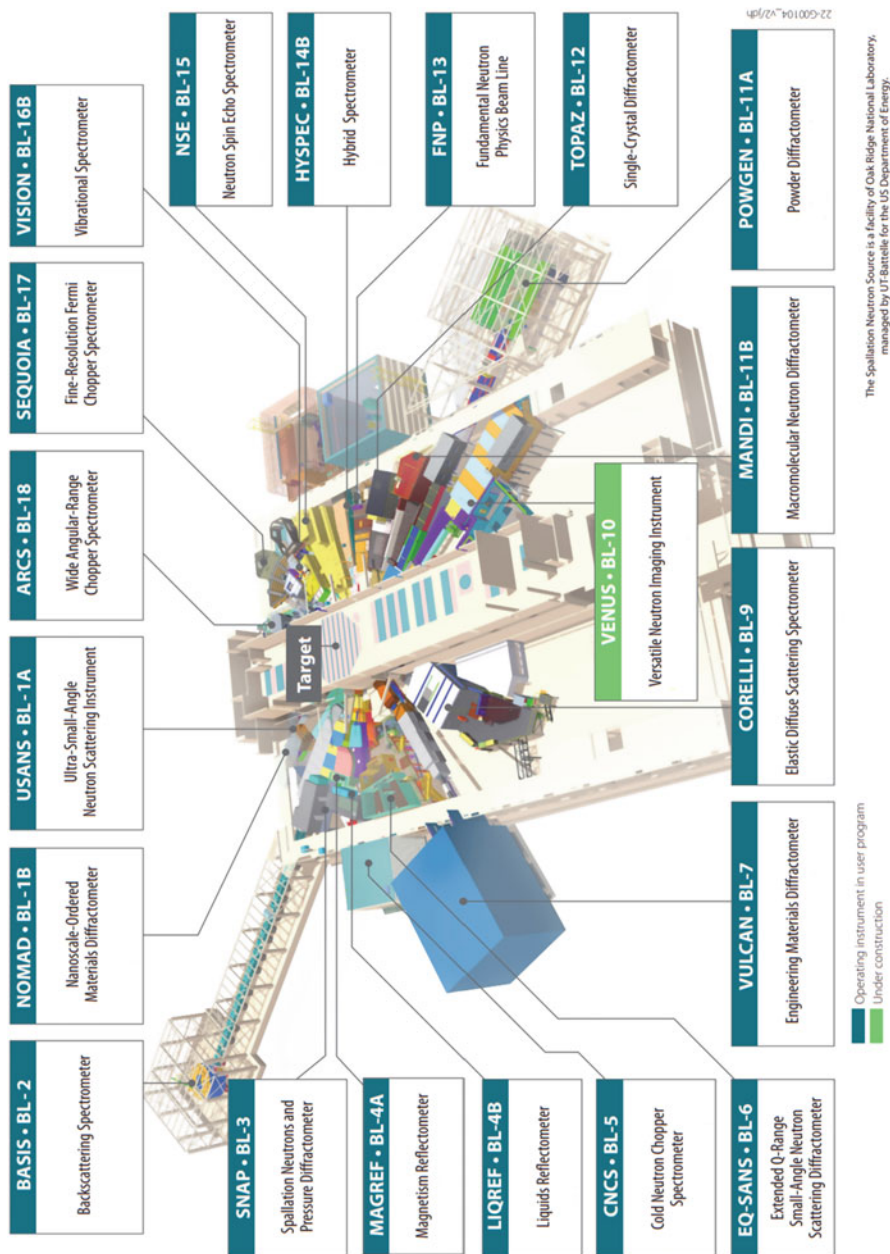 BASIS • BL-2
Backscattering Spectrometer
NOMAD • BL-1B
Nanoscale-Ordered
Materials Diffractometer
USANS • BL-1A
Ultra-Small-Angle
Neutron Scattering Instrument
ARCS • BL-18
Wide Angular-Range
Chopper Spectrometer
SEQUOIA • BL-17
Fine-Resolution Fermi
Chopper Spectrometer
VISION • BL-16B
Vibrational Spectrometer
NSE • BL-15
Neutron Spin Echo Spectrometer
HYSPEC • BL-14B
Hybrid Spectrometer
FNP • BL-13
Fundamental Neutron
Physics Beam Line
TOPAZ • BL-12
Single-Crystal Diffractometer
POWGEN • BL-11A
Powder Diffractometer
SNAP • BL-3
Spallation Neutrons and
Pressure Diffractometer
MAGREF • BL-4A
Magnetism Reflectometer
LIQREF • BL-4B
Liquids Reflectometer
CNCS • BL-5
Cold Neutron Chopper
Spectrometer
EQ-SANS • BL-6
Extended Q-Range
Small-Angle Neutron
Scattering Diffractometer
Target
VULCAN • BL-7
Engineering Materials Diffractometer
CORELLI • BL-9
Elastic Diffuse Scattering Spectrometer
VENUS • BL-10
Versatile Neutron Imaging Instrument
MANDI • BL-11B
Macromolecular Neutron Diffractometer
Operating instrument in user program
Under construction
The Spallation Neutron Source is a facility of Oak Ridge National Laboratory,
managed by UT-Battelle for the US Department of Energy.
22-G00104_v2/jdh